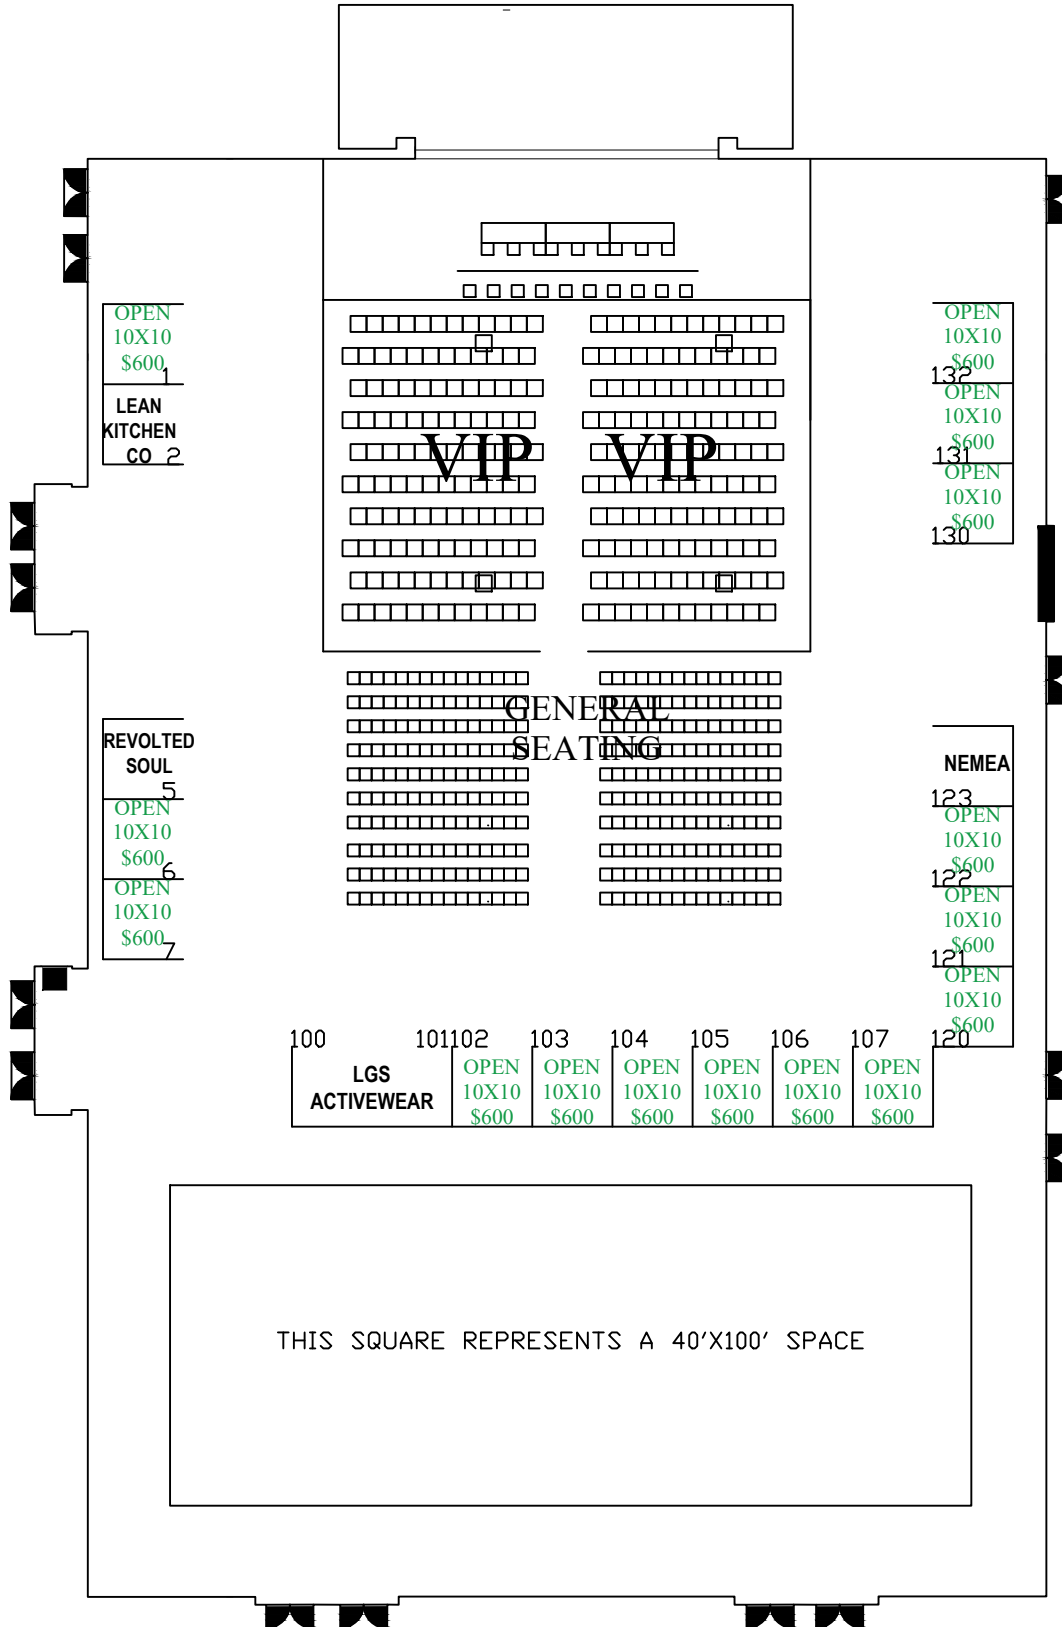 OPEN
10X10
$600
1
LEAN
KITCHEN
CO 2
OPEN
10X10
$600
132
OPEN
10X10
$600
131
OPEN
10X10
$600
130
VIP VIP
GENERAL
SEATING
REVOLTED
SOUL
5
OPEN
10X10
$600
6
OPEN
10X10
$600
7
NEMEA
123
OPEN
10X10
$600
122
OPEN
10X10
$600
121
OPEN
10X10
$600
120
100 101 102 103 104 105 106 107
LGS
ACTIVEWEAR
OPEN
10X10
$600
OPEN
10X10
$600
OPEN
10X10
$600
OPEN
10X10
$600
OPEN
10X10
$600
OPEN
10X10
$600
THIS SQUARE REPRESENTS A 40'X100' SPACE